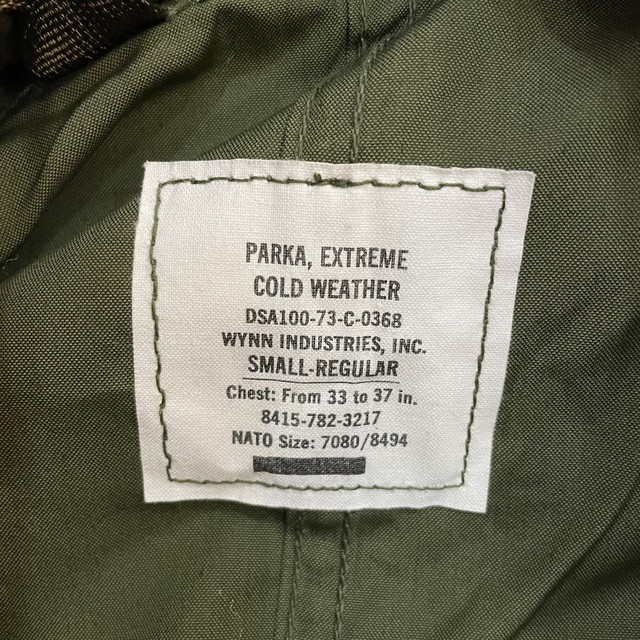 PARKA, EXTREME
COLD WEATHER
DSA100-73-C-0368
WYNN INDUSTRIES, INC.
SMALL-REGULAR
Chest: From 33 to 37 in.
8415-782-3217
NATO Size: 7080/8494